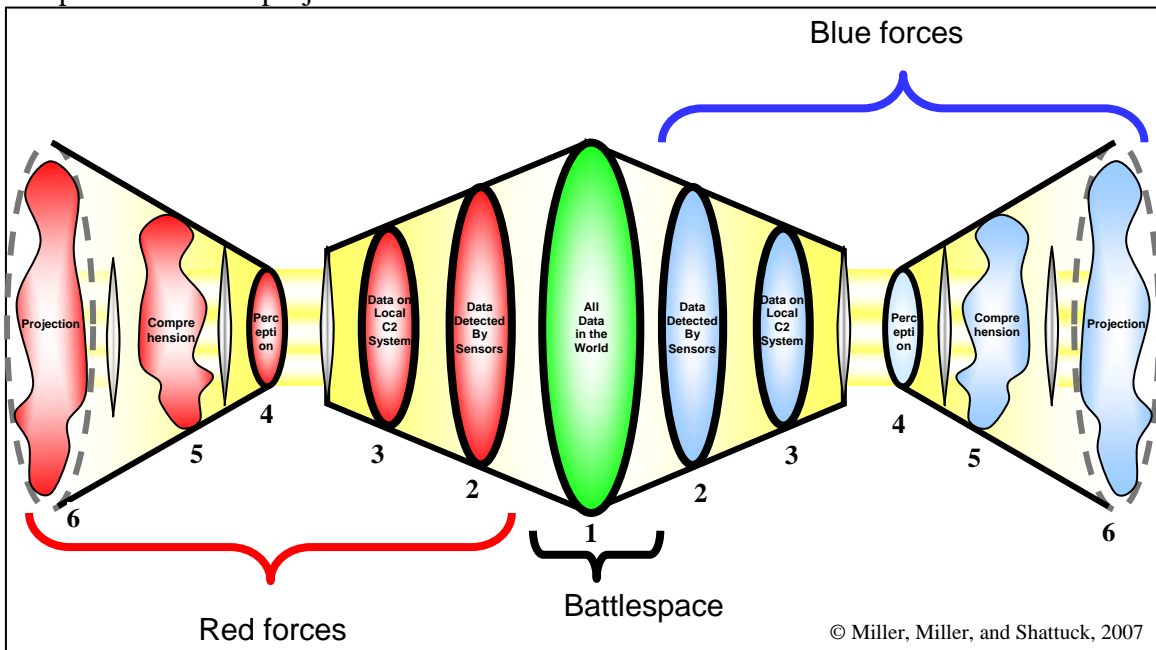 Blue forces
Projection
Compre
hension
Perc
epti
on
Data on
Local
C2
System
Data
Detected
By
Sensors
All
Data
in the
World
Data
Detected
By
Sensors
Data on
Local
C2
System
Perc
epti
on
Compre
hension
Projection
4
4
5
3
3
5
2
2
6
1
6
Battlespace
Red forces
© Miller, Miller, and Shattuck, 2007